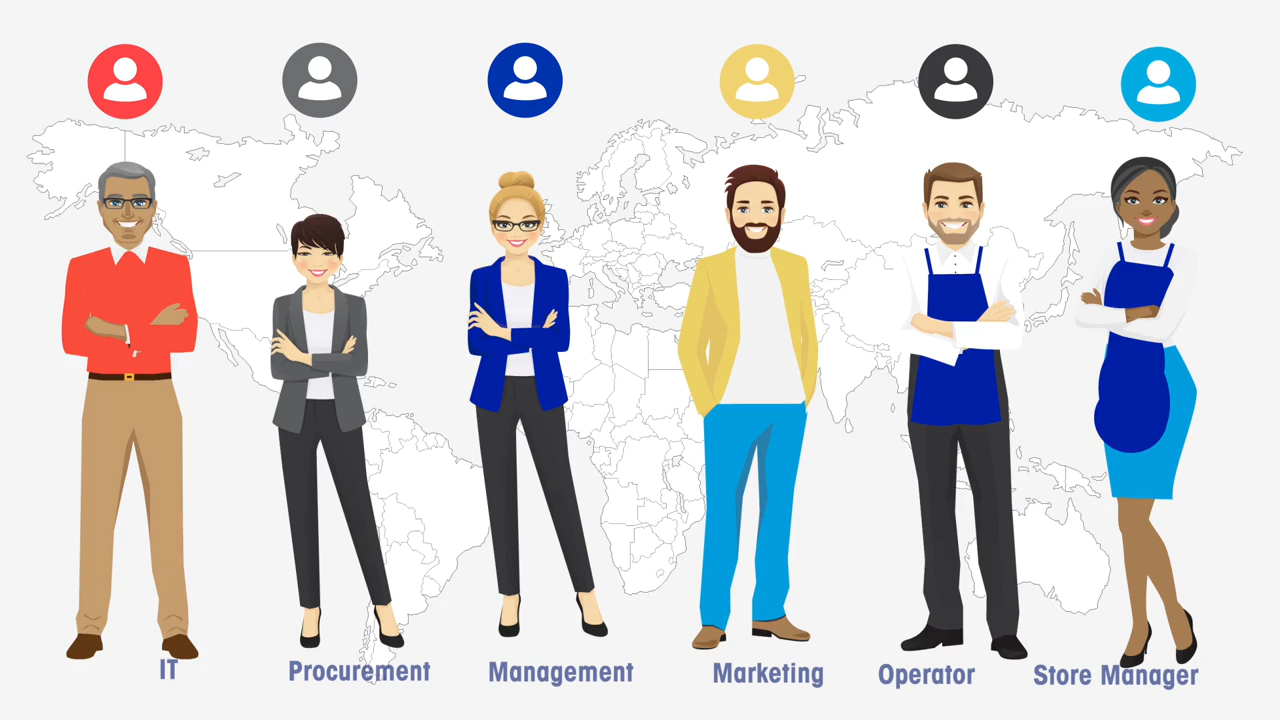 IT
Procurement
Management
Marketing
Operator
Store Manager